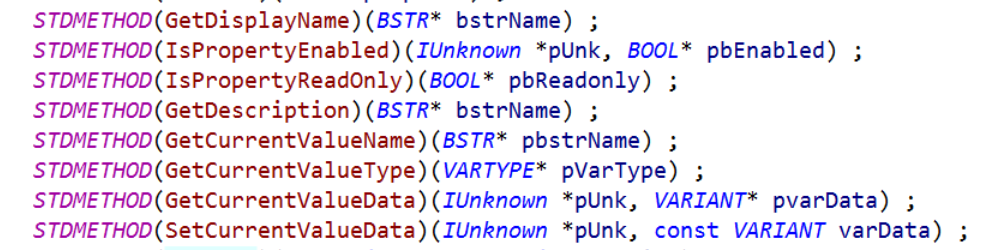 STDMETHOD(GetDisplayName)(BSTR* bstrName) ;
STDMETHOD(IsPropertyEnabled)(IUnknown *pUnk, BOOL* pbEnabled) ;
STDMETHOD(IsPropertyReadOnly)(BOOL* pbReadonly) ;
STDMETHOD(GetDescription)(BSTR* bstrName) ;
STDMETHOD(GetCurrentValueName)(BSTR* pbstrName) ;
STDMETHOD(GetCurrentValueType)(VARTYPE* pVarType) ;
STDMETHOD(GetCurrentValueData)(IUnknown *pUnk, VARIANT* pvarData) ;
STDMETHOD(SetCurrentValueData)(IUnknown *pUnk, const VARIANT varData) ;